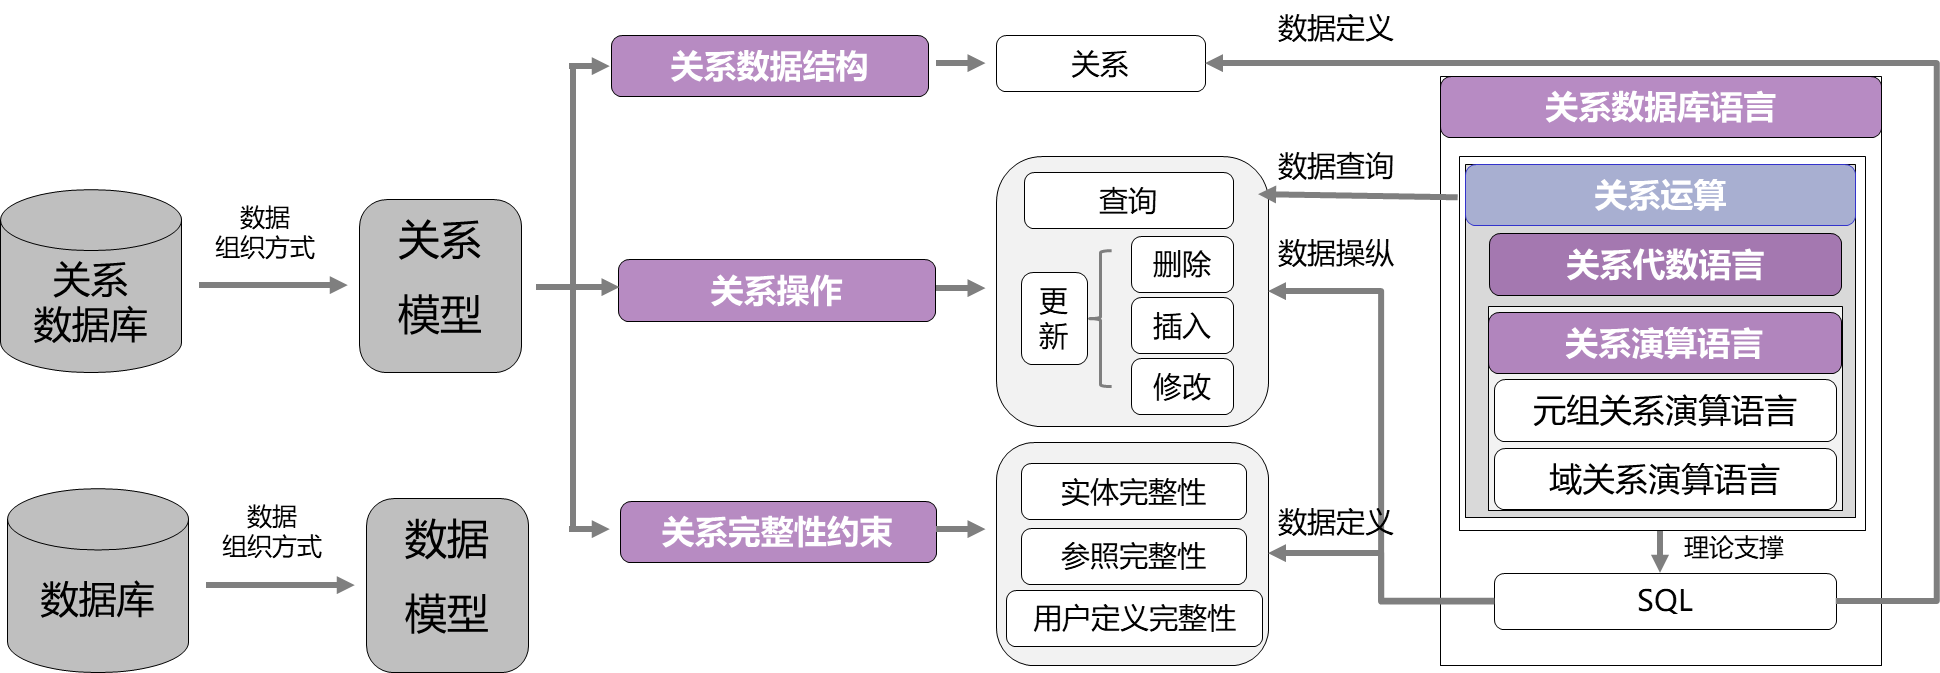 关系
数据库
数据
组织方式
关系
模型
数据库
数据
组织方式
数据
模型
关系数据结构
关系操作
关系完整性约束
关系
查询
更
新
删除
插入
修改
实体完整性
参照完整性
用户定义完整性
数据定义
数据查询
数据操纵
数据定义
关系数据库语言
关系运算
关系代数语言
关系演算语言
元组关系演算语言
域关系演算语言
理论支撑
SQL